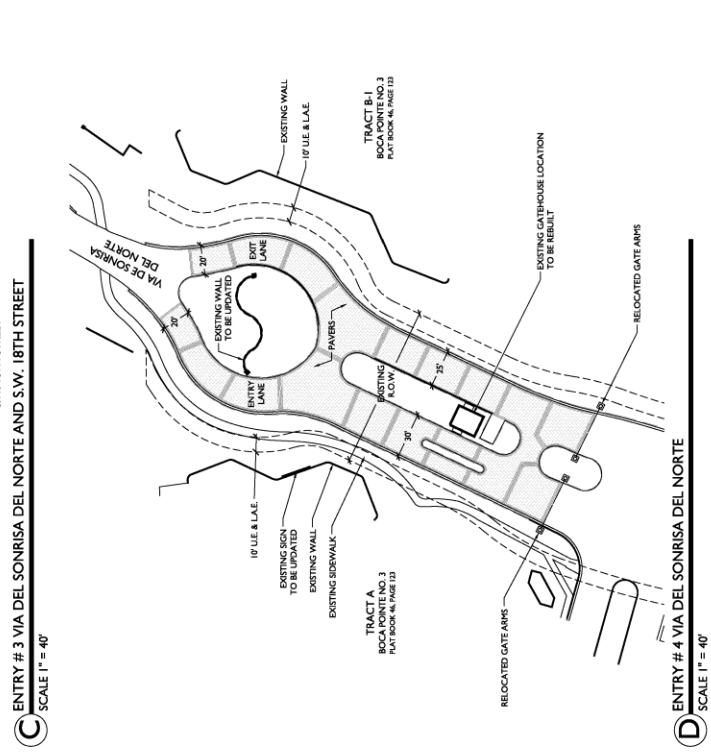 C
ENTRY # 3 VIA DEL SONRISA DEL NORTE AND S.W. 18TH STREET
SCALE 1" = 40'
VIA DE SONRISA
DEL NORTE
EXISTING WALL
10' U.E. & L.A.E.
TRACT B-1
BOCA POINTE NO. 3
PLAT BOOK 46, PAGE 123
20'
20'
EXIT
LANE
EXISTING WALL
TO BE UPDATED
ENTRY
LANE
PAVERS
EXISTING
R.O.W.
25'
30'
EXISTING GATEHOUSE LOCATION
TO BE REBUILT
RELOCATED GATE ARMS
10' U.E. & L.A.E.
EXISTING SIGN
TO BE UPDATED
EXISTING WALL
EXISTING SIDEWALK
TRACT A
BOCA POINTE NO. 3
PLAT BOOK 46, PAGE 123
RELOCATED GATE ARMS
D
ENTRY # 4 VIA DEL SONRISA DEL NORTE
SCALE 1" = 40'